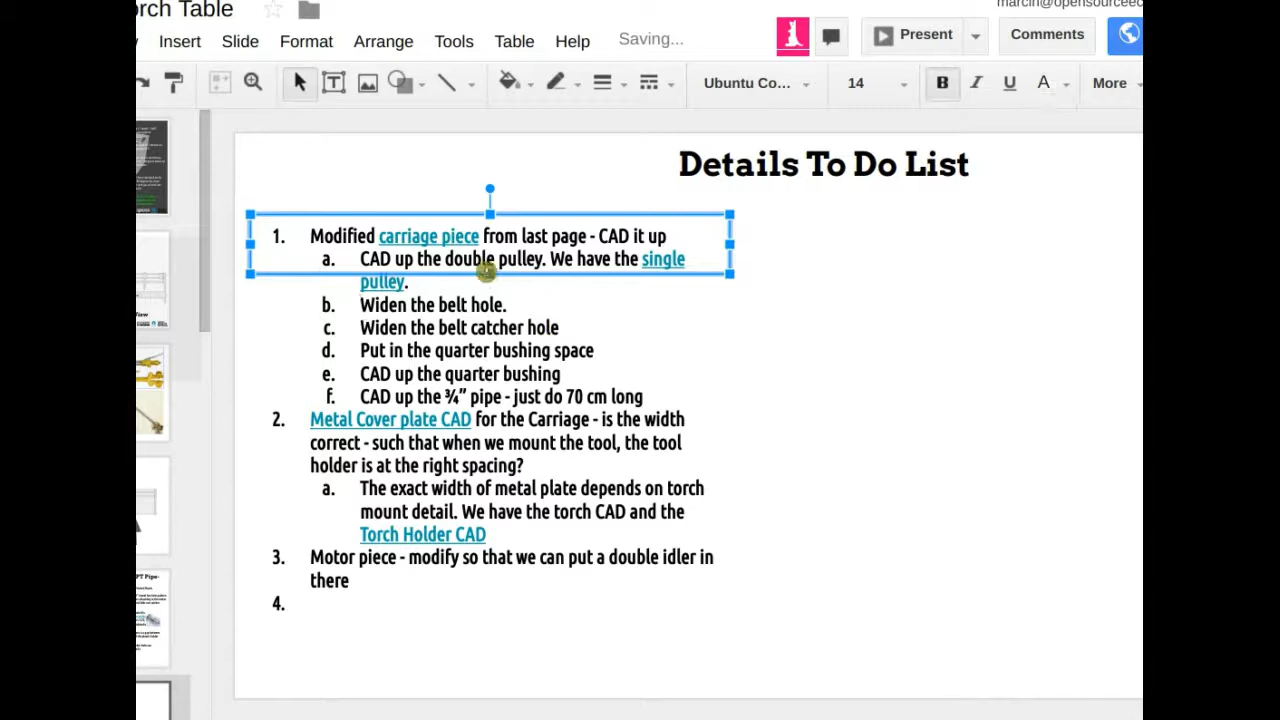 orch Table
marcin@opensourceec
Insert Slide Format Arrange Tools Table Help Saving...
Present Comments
Ubuntu Co... 14 B I U A More
Details To Do List
1. Modified carriage piece from last page - CAD it up
a. CAD up the double pulley. We have the single
pulley.
b. Widen the belt hole.
c. Widen the belt catcher hole
d. Put in the quarter bushing space
e. CAD up the quarter bushing
f. CAD up the ¾” pipe - just do 70 cm long
2. Metal Cover plate CAD for the Carriage - is the width
correct - such that when we mount the tool, the tool
holder is at the right spacing?
a. The exact width of metal plate depends on torch
mount detail. We have the torch CAD and the
Torch Holder CAD
3. Motor piece - modify so that we can put a double idler in
there
4.